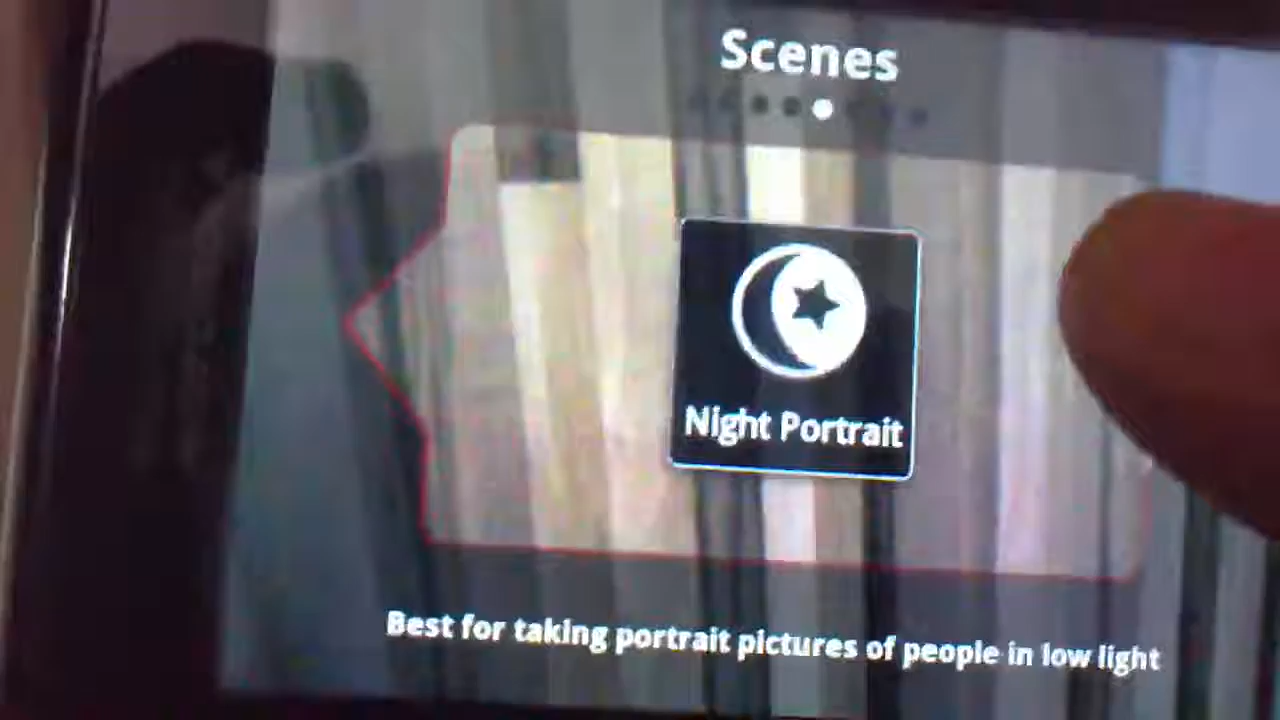 Scenes
Night Portrait
Best for taking portrait pictures of people in low light